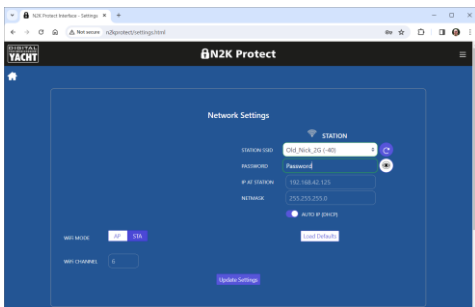 N2K Protect Interface - Settings
Not secure n2kprotect/settings.html
DIGITAL
YACHT
N2K Protect
Network Settings
STATION
STATION SSID Old_Nick_2G (-40)
PASSWORD Password
IP AT STATION 192.168.42.125
NETMASK 255.255.255.0
AUTO IP (DHCP)
WIFI MODE AP STA Load Defaults
WIFI CHANNEL 6
Update Settings